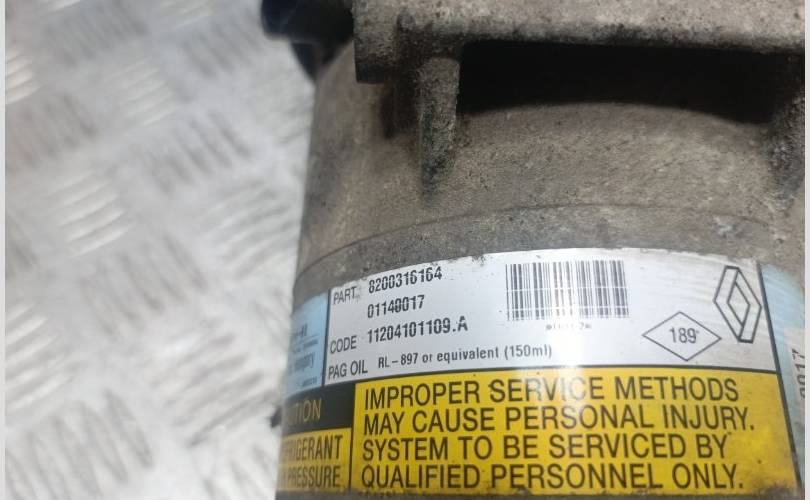 PART. 8200316164
01140017
CODE 11204101109.A
PAG OIL RL-897 or equivalent (150ml)
189
IMPROPER SERVICE METHODS
MAY CAUSE PERSONAL INJURY.
SYSTEM TO BE SERVICED BY
QUALIFIED PERSONNEL ONLY.